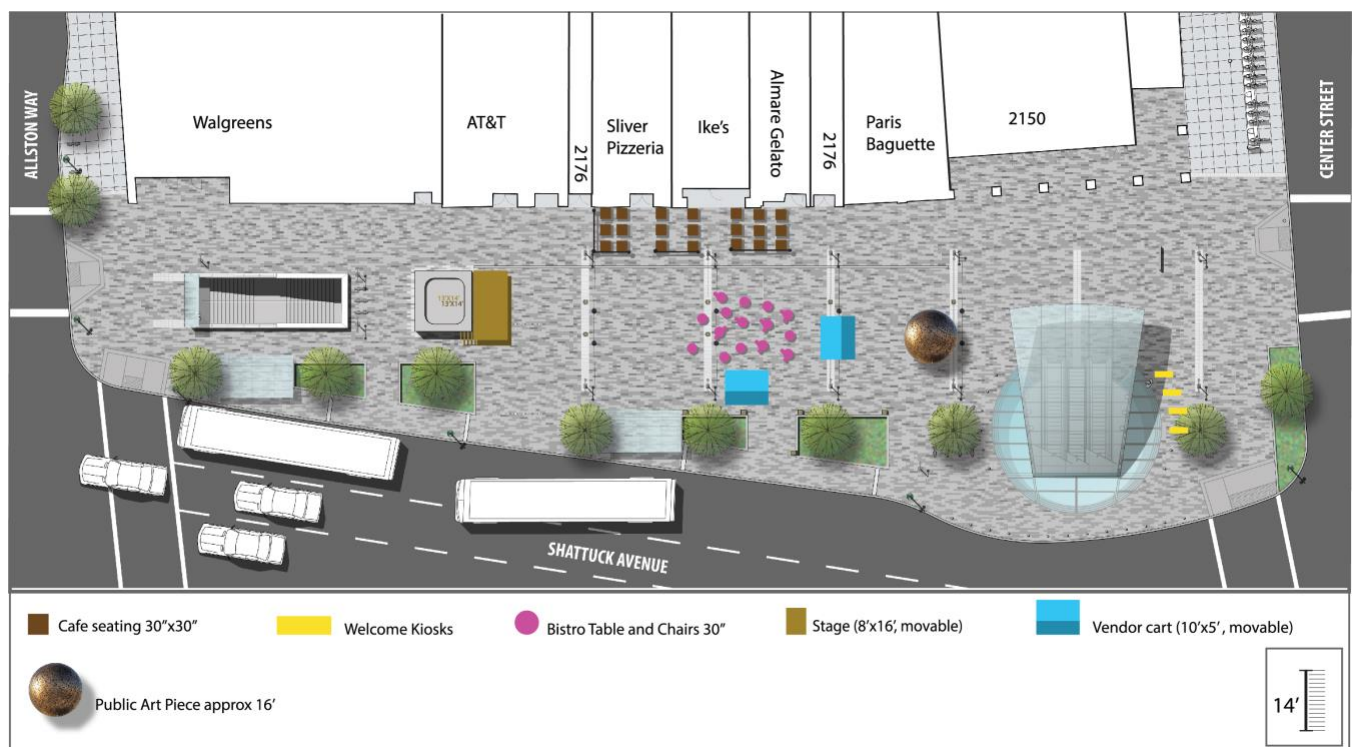 ALLSTON WAY
Walgreens
AT&T
2176
Sliver
Pizzeria
Ike's
Almare Gelato
2176
Paris
Baguette
2150
CENTER STREET
SHATTUCK AVENUE
Cafe seating 30”x30”
Welcome Kiosks
Bistro Table and Chairs 30”
Stage (8’x16’, movable)
Vendor cart (10’x5’ , movable)
Public Art Piece approx 16’
14’